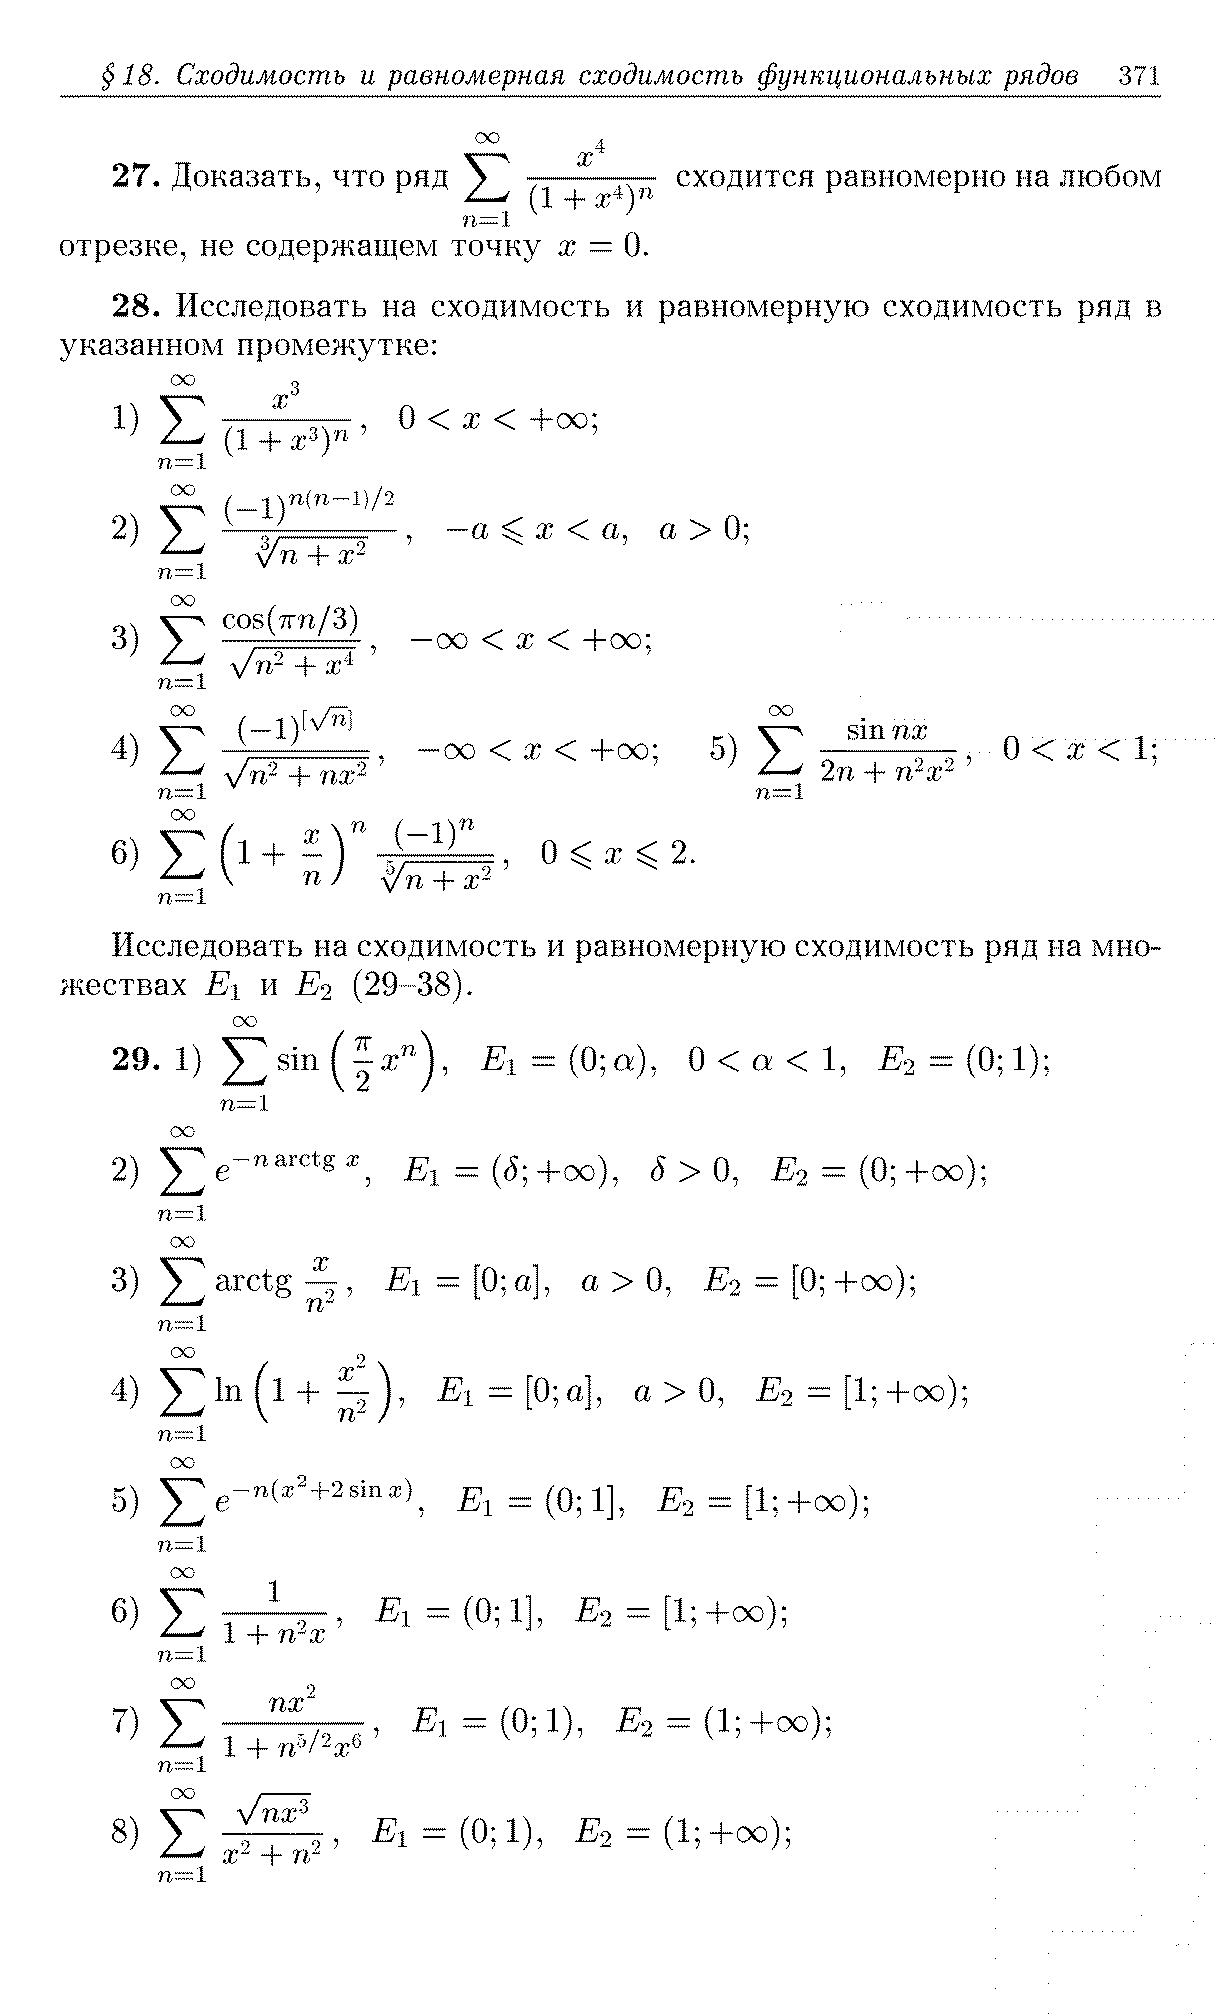 § 18. Сходимость и равномерная сходимость функциональных рядов 371
27. Доказать, что ряд $\sum_{n=1}^{\infty} \frac{x^4}{(1+x^4)^n}$ сходится равномерно на любом
отрезке, не содержащем точку $x = 0$.
28. Исследовать на сходимость и равномерную сходимость ряд в
указанном промежутке:
1) $\sum_{n=1}^{\infty} \frac{x^3}{(1+x^3)^n}$, $0 < x < +\infty$;
2) $\sum_{n=1}^{\infty} \frac{(-1)^{n(n-1)/2}}{\sqrt[3]{n+x^2}}$, $-a \leqslant x < a$, $a > 0$;
3) $\sum_{n=1}^{\infty} \frac{\cos(\pi n/3)}{\sqrt{n^2+x^4}}$, $-\infty < x < +\infty$;
4) $\sum_{n=1}^{\infty} \frac{(-1)^{[\sqrt{n}]}}{\sqrt{n^2+nx^2}}$, $-\infty < x < +\infty$; 5) $\sum_{n=1}^{\infty} \frac{\sin nx}{2n+n^2x^2}$, $0 < x < 1$;
6) $\sum_{n=1}^{\infty} \left(1+\frac{x}{n}\right)^n \frac{(-1)^n}{\sqrt[5]{n+x^2}}$, $0 \leqslant x \leqslant 2$.
Исследовать на сходимость и равномерную сходимость ряд на мно-
жествах $E_1$ и $E_2$ (29–38).
29. 1) $\sum_{n=1}^{\infty} \sin\left(\frac{\pi}{2}x^n\right)$, $E_1 = (0; \alpha)$, $0 < \alpha < 1$, $E_2 = (0; 1)$;
2) $\sum_{n=1}^{\infty} e^{-n \operatorname{arctg} x}$, $E_1 = (\delta; +\infty)$, $\delta > 0$, $E_2 = (0; +\infty)$;
3) $\sum_{n=1}^{\infty} \operatorname{arctg} \frac{x}{n^2}$, $E_1 = [0; a]$, $a > 0$, $E_2 = [0; +\infty)$;
4) $\sum_{n=1}^{\infty} \ln\left(1+\frac{x^2}{n^2}\right)$, $E_1 = [0; a]$, $a > 0$, $E_2 = [1; +\infty)$;
5) $\sum_{n=1}^{\infty} e^{-n(x^2+2\sin x)}$, $E_1 = (0; 1]$, $E_2 = [1; +\infty)$;
6) $\sum_{n=1}^{\infty} \frac{1}{1+n^2x}$, $E_1 = (0; 1]$, $E_2 = [1; +\infty)$;
7) $\sum_{n=1}^{\infty} \frac{nx^2}{1+n^{5/2}x^6}$, $E_1 = (0; 1)$, $E_2 = (1; +\infty)$;
8) $\sum_{n=1}^{\infty} \frac{\sqrt{nx^3}}{x^2+n^2}$, $E_1 = (0; 1)$, $E_2 = (1; +\infty)$;